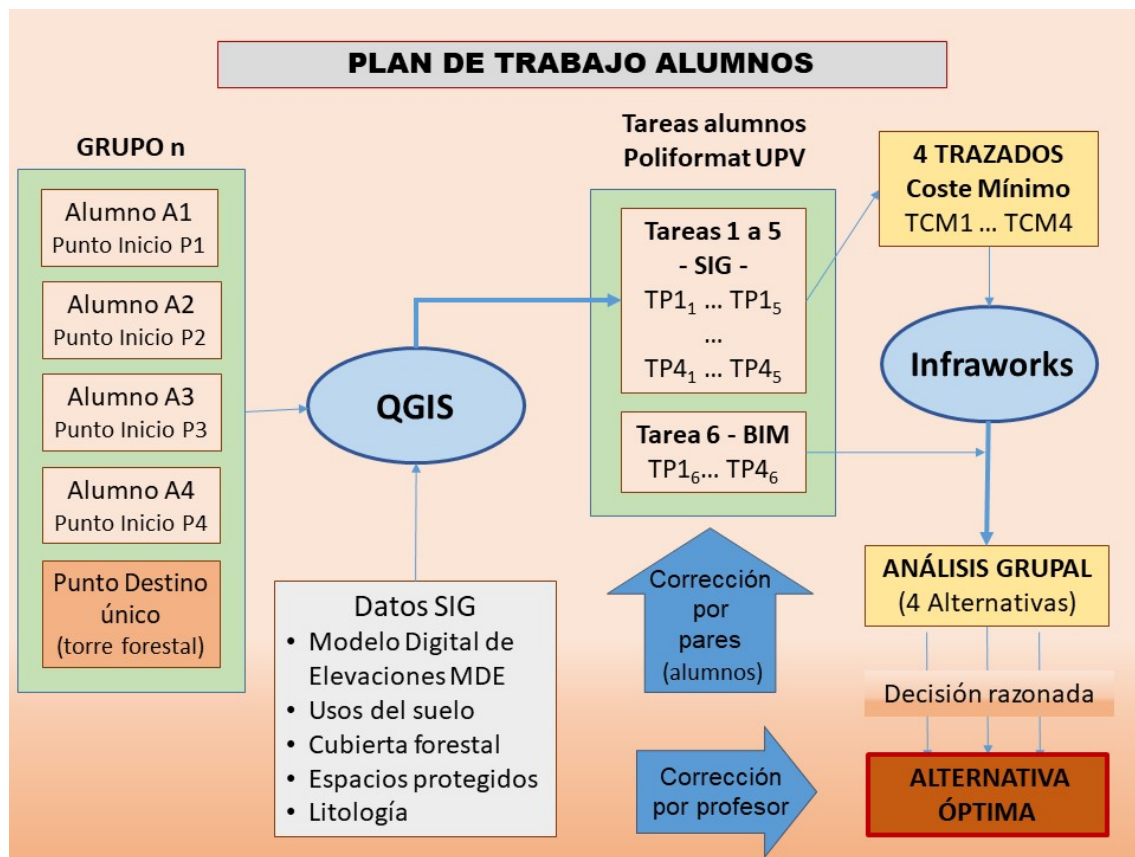 PLAN DE TRABAJO ALUMNOS
GRUPO n
Alumno A1
Punto Inicio P1
Alumno A2
Punto Inicio P2
Alumno A3
Punto Inicio P3
Alumno A4
Punto Inicio P4
Punto Destino
único
(torre forestal)
QGIS
Datos SIG
• Modelo Digital de
Elevaciones MDE
• Usos del suelo
• Cubierta forestal
• Espacios protegidos
• Litología
Tareas alumnos
Poliformat UPV
Tareas 1 a 5
- SIG -
TP1₁ ... TP1₅
...
TP4₁ ... TP4₅
Tarea 6 - BIM
TP1₆... TP4₆
Corrección
por
pares
(alumnos)
Corrección
por profesor
4 TRAZADOS
Coste Mínimo
TCM1 ... TCM4
Infraworks
ANÁLISIS GRUPAL
(4 Alternativas)
Decisión razonada
ALTERNATIVA
ÓPTIMA